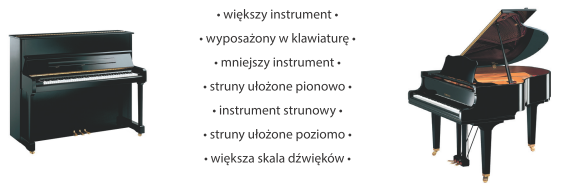 • większy instrument •
• wyposażony w klawiaturę •
• mniejszy instrument •
• struny ułożone pionowo •
• instrument strunowy •
• struny ułożone poziomo •
• większa skala dźwięków •